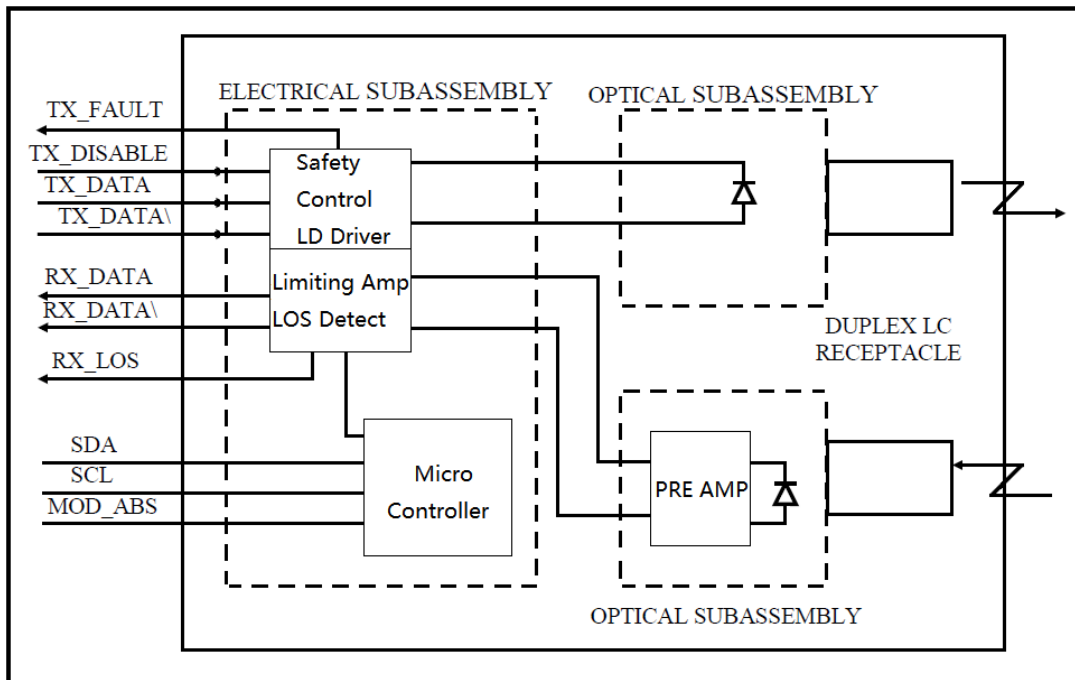 ELECTRICAL SUBASSEMBLY
OPTICAL SUBASSEMBLY
TX_FAULT
TX_DISABLE
TX_DATA
TX_DATA\
Safety
Control
LD Driver
RX_DATA
RX_DATA\
Limiting Amp
LOS Detect
RX_LOS
DUPLEX LC
RECEPTACLE
SDA
SCL
MOD_ABS
Micro
Controller
PRE AMP
OPTICAL SUBASSEMBLY